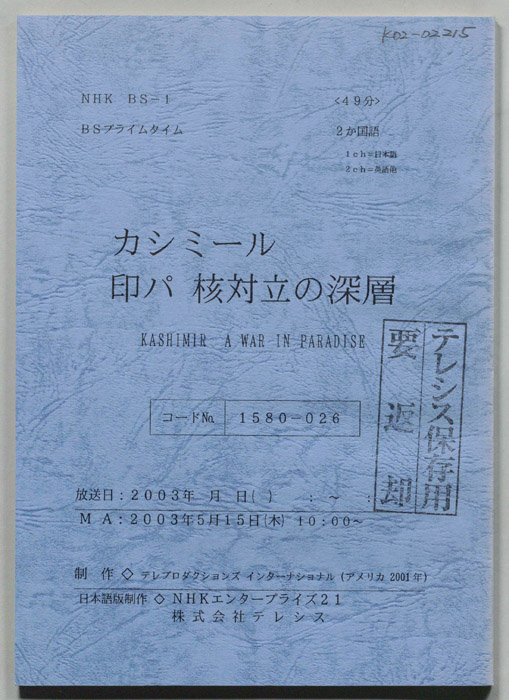 K02-02215
NHK BS-1 <49分>
BSプライムタイム 2か国語
1ch=日本語
2ch=英語他
カシミール
印パ 核対立の深層
KASHIMIR A WAR IN PARADISE
テレシス保存用
要返却
コードNo. 1580-026
放送日:2003年 月 日( ) : ~ :
MA:2003年5月15日(木) 10:00~
制 作 ◇ テレプロダクションズ インターナショナル (アメリカ 2001年)
日本語版制作 ◇ NHKエンタープライズ21
株式会社テレシス